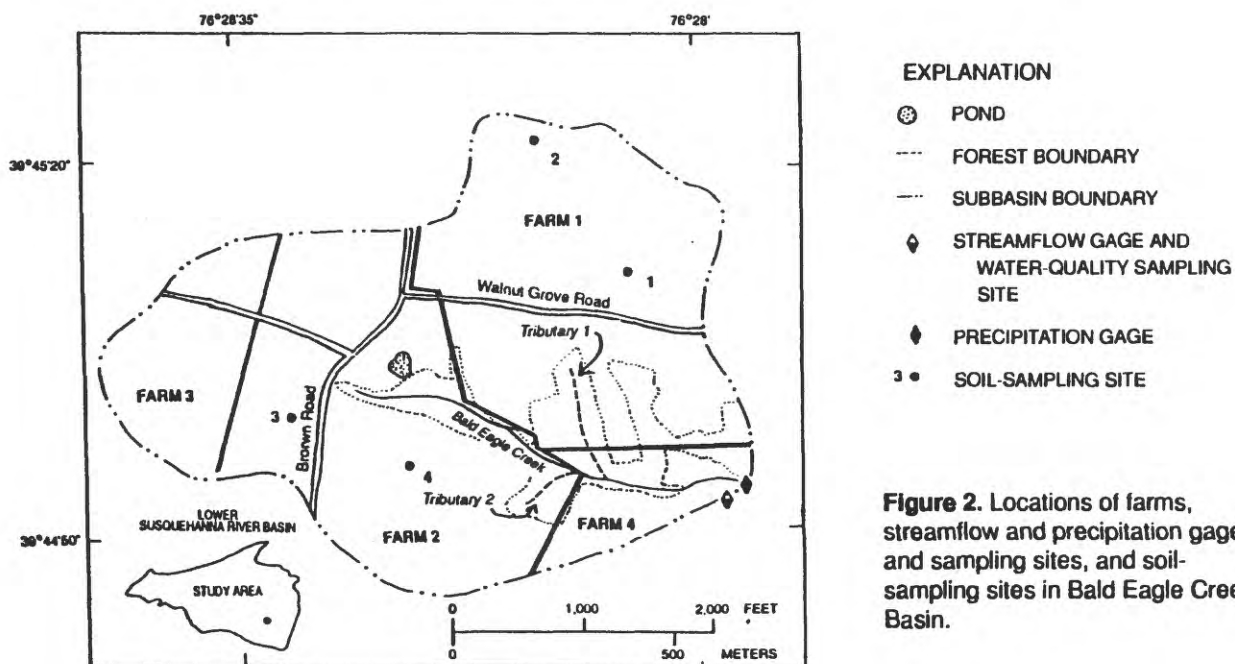 76°28'35"
76°28'
39°45'20"
2
FARM 1
1
Walnut Grove Road
Tributary 1
FARM 3
3
Brown Road
Bald Eagle Creek
4
Tributary 2
FARM 2
FARM 4
39°44'50"
LOWER
SUSQUEHANNA RIVER BASIN
STUDY AREA
0 1,000 2,000 FEET
0 500 METERS
EXPLANATION
POND
FOREST BOUNDARY
SUBBASIN BOUNDARY
STREAMFLOW GAGE AND
WATER-QUALITY SAMPLING
SITE
PRECIPITATION GAGE
3 SOIL-SAMPLING SITE
Figure 2. Locations of farms,
streamflow and precipitation gage
and sampling sites, and soil-
sampling sites in Bald Eagle Cree
Basin.